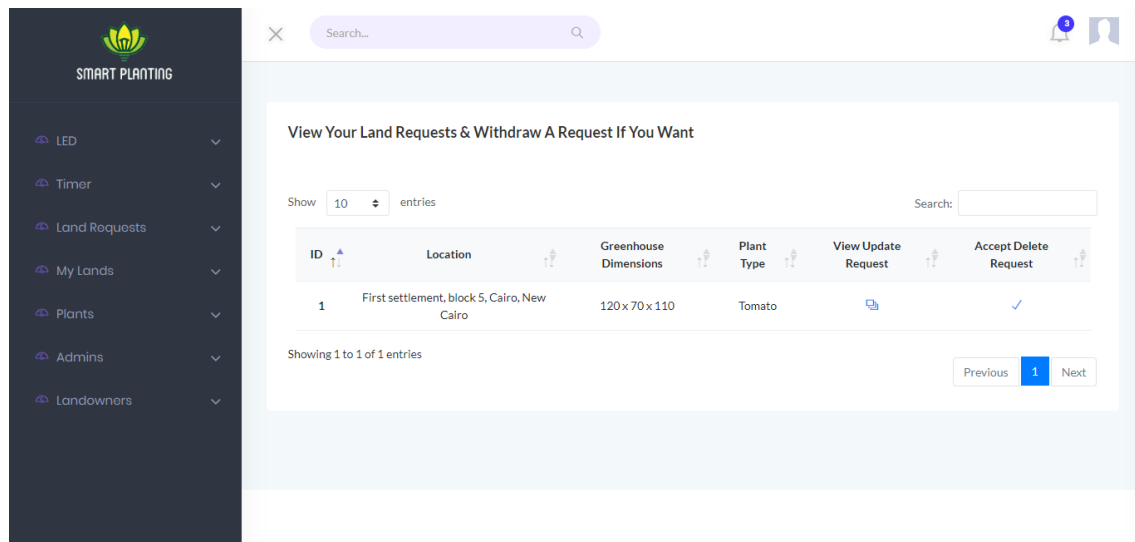 SMART PLANTING
LED
Timer
Land Requests
My Lands
Plants
Admins
Landowners
Search...
3
View Your Land Requests & Withdraw A Request If You Want
Show 10 entries
Search:
ID Location Greenhouse Dimensions Plant Type View Update Request Accept Delete Request
1 First settlement, block 5, Cairo, New Cairo 120 x 70 x 110 Tomato
Showing 1 to 1 of 1 entries
Previous 1 Next